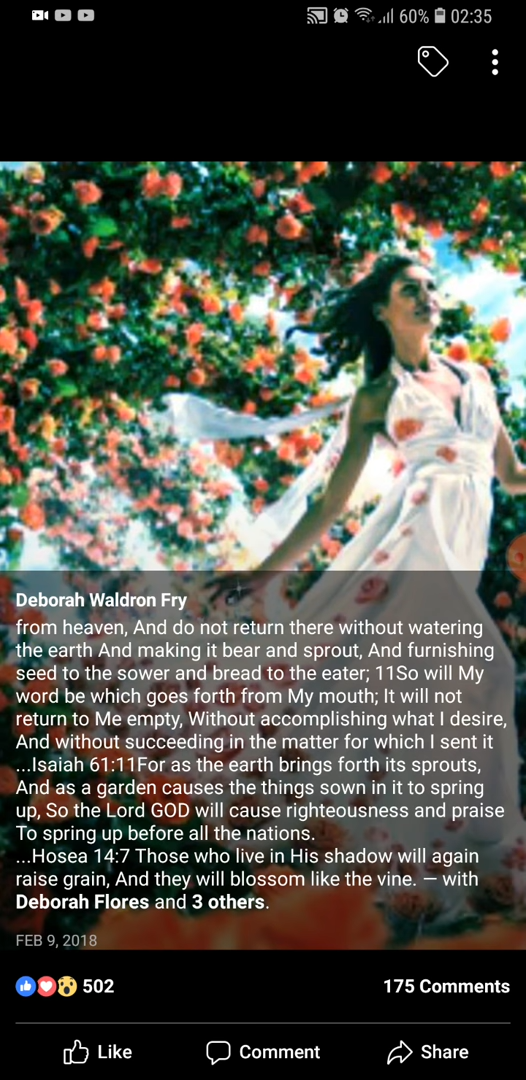 60% 02:35
Deborah Waldron Fry
from heaven, And do not return there without watering
the earth And making it bear and sprout, And furnishing
seed to the sower and bread to the eater; 11So will My
word be which goes forth from My mouth; It will not
return to Me empty, Without accomplishing what I desire,
And without succeeding in the matter for which I sent it
...Isaiah 61:11For as the earth brings forth its sprouts,
And as a garden causes the things sown in it to spring
up, So the Lord GOD will cause righteousness and praise
To spring up before all the nations.
...Hosea 14:7 Those who live in His shadow will again
raise grain, And they will blossom like the vine. — with
Deborah Flores and 3 others.
FEB 9, 2018
502 175 Comments
Like Comment Share